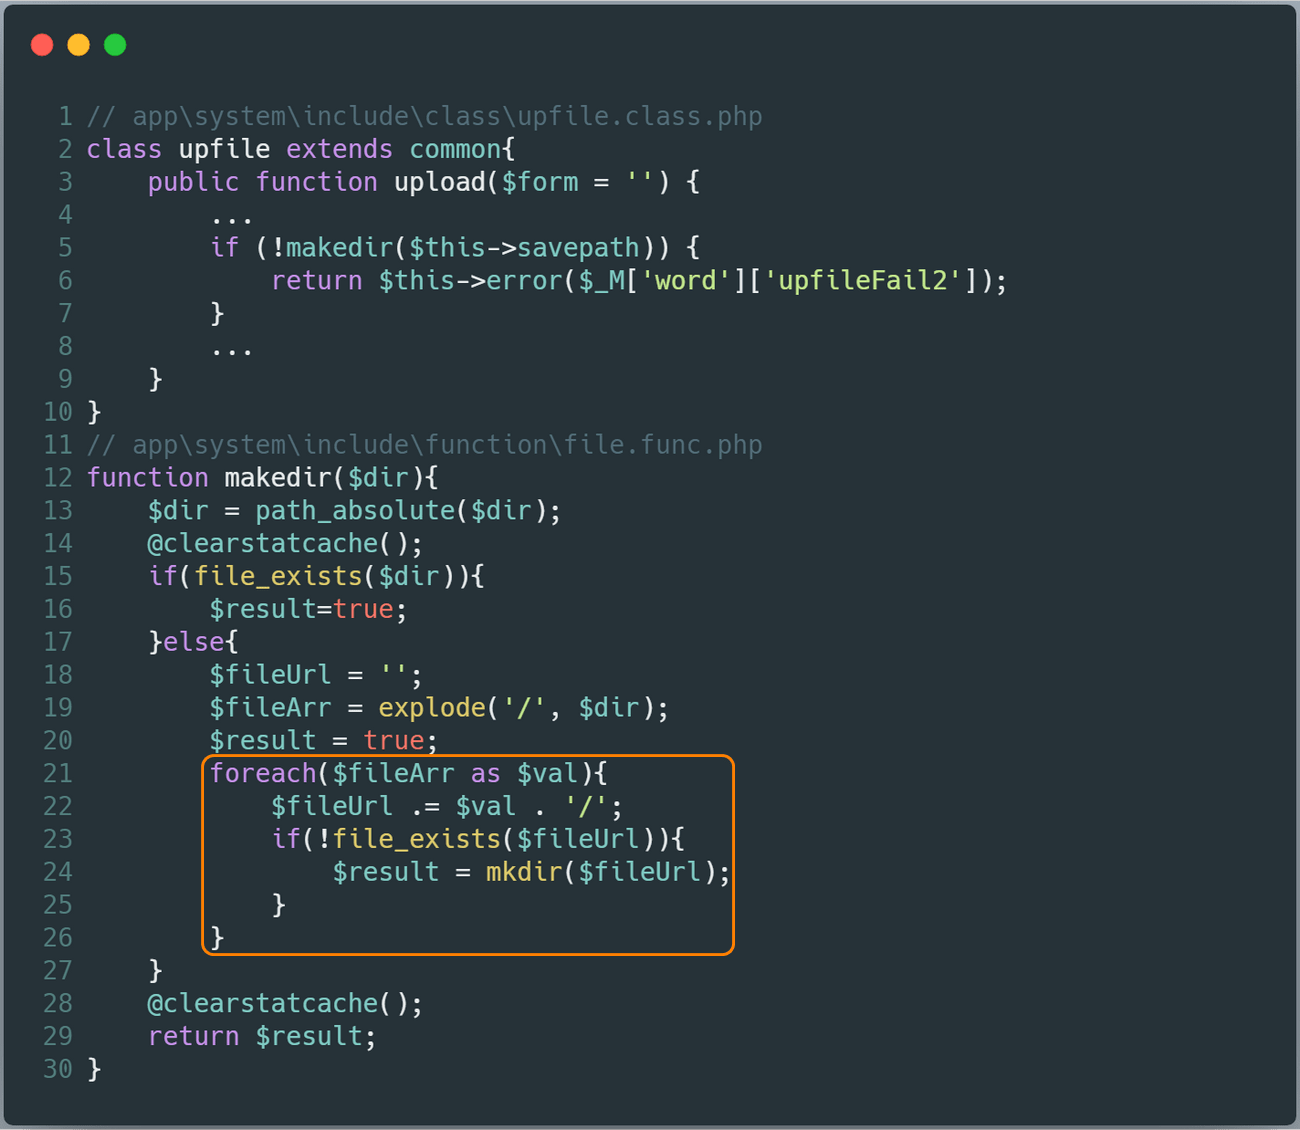 1 // app\system\include\class\upfile.class.php
2 class upfile extends common{
3     public function upload($form = '') {
4         ...
5         if (!makedir($this->savepath)) {
6             return $this->error($_M['word']['upfileFail2']);
7         }
8         ...
9     }
10 }
11 // app\system\include\function\file.func.php
12 function makedir($dir){
13     $dir = path_absolute($dir);
14     @clearstatcache();
15     if(file_exists($dir)){
16         $result=true;
17     }else{
18         $fileUrl = '';
19         $fileArr = explode('/', $dir);
20         $result = true;
21         foreach($fileArr as $val){
22             $fileUrl .= $val . '/';
23             if(!file_exists($fileUrl)){
24                 $result = mkdir($fileUrl);
25             }
26         }
27     }
28     @clearstatcache();
29     return $result;
30 }